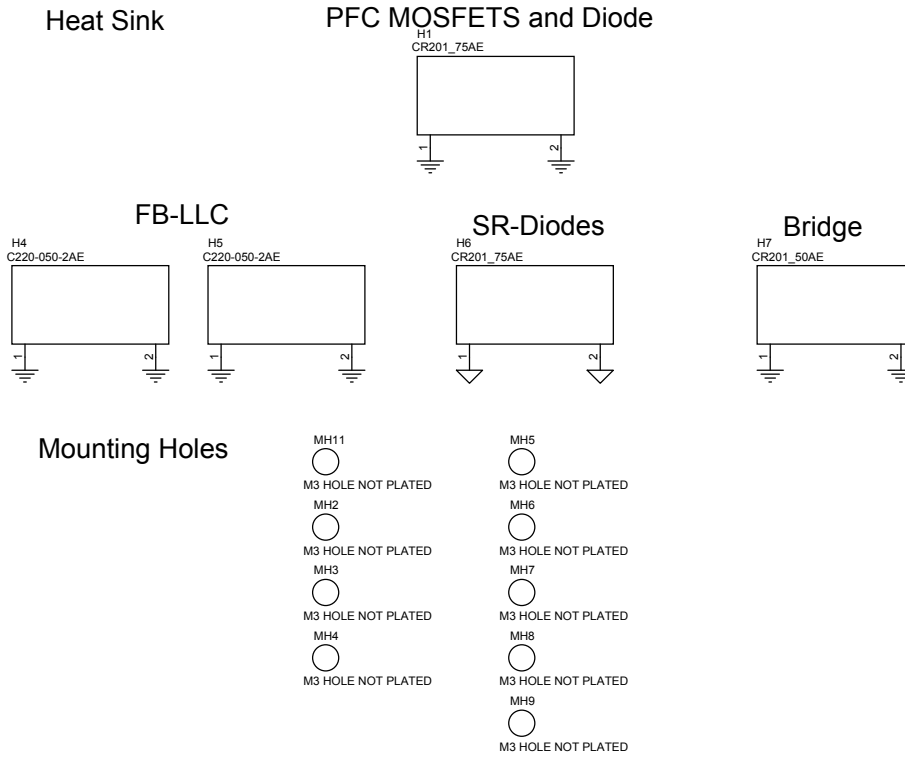 Heat Sink
PFC MOSFETS and Diode
H1
CR201_75AE
1
2
FB-LLC
SR-Diodes
Bridge
H4
C220-050-2AE
1
2
H5
C220-050-2AE
1
2
H6
CR201_75AE
1
2
H7
CR201_50AE
1
2
Mounting Holes
MH11
M3 HOLE NOT PLATED
MH2
M3 HOLE NOT PLATED
MH3
M3 HOLE NOT PLATED
MH4
M3 HOLE NOT PLATED
MH5
M3 HOLE NOT PLATED
MH6
M3 HOLE NOT PLATED
MH7
M3 HOLE NOT PLATED
MH8
M3 HOLE NOT PLATED
MH9
M3 HOLE NOT PLATED